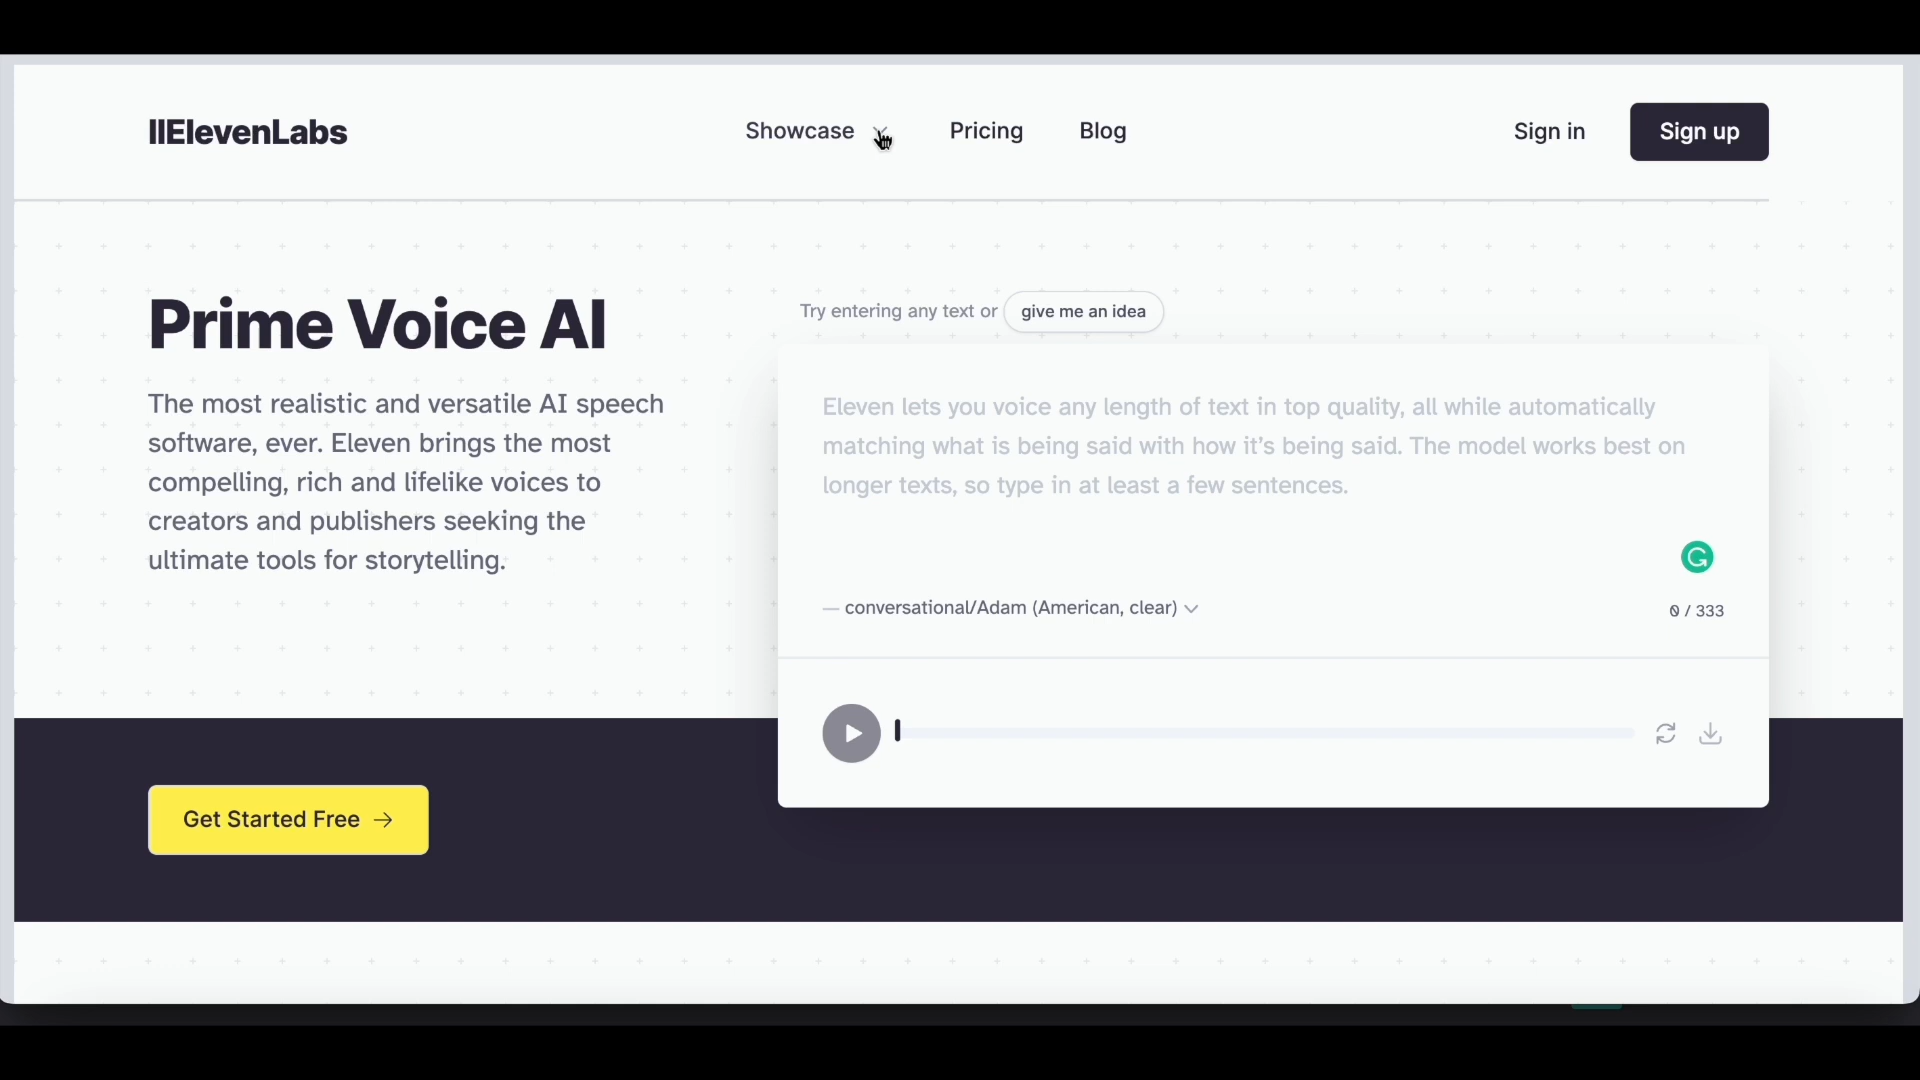 IIElevenLabs
Showcase
Pricing
Blog
Sign in
Sign up
Prime Voice AI
The most realistic and versatile AI speech
software, ever. Eleven brings the most
compelling, rich and lifelike voices to
creators and publishers seeking the
ultimate tools for storytelling.
Get Started Free →
Try entering any text or give me an idea
Eleven lets you voice any length of text in top quality, all while automatically
matching what is being said with how it’s being said. The model works best on
longer texts, so type in at least a few sentences.
— conversational/Adam (American, clear)
0 / 333